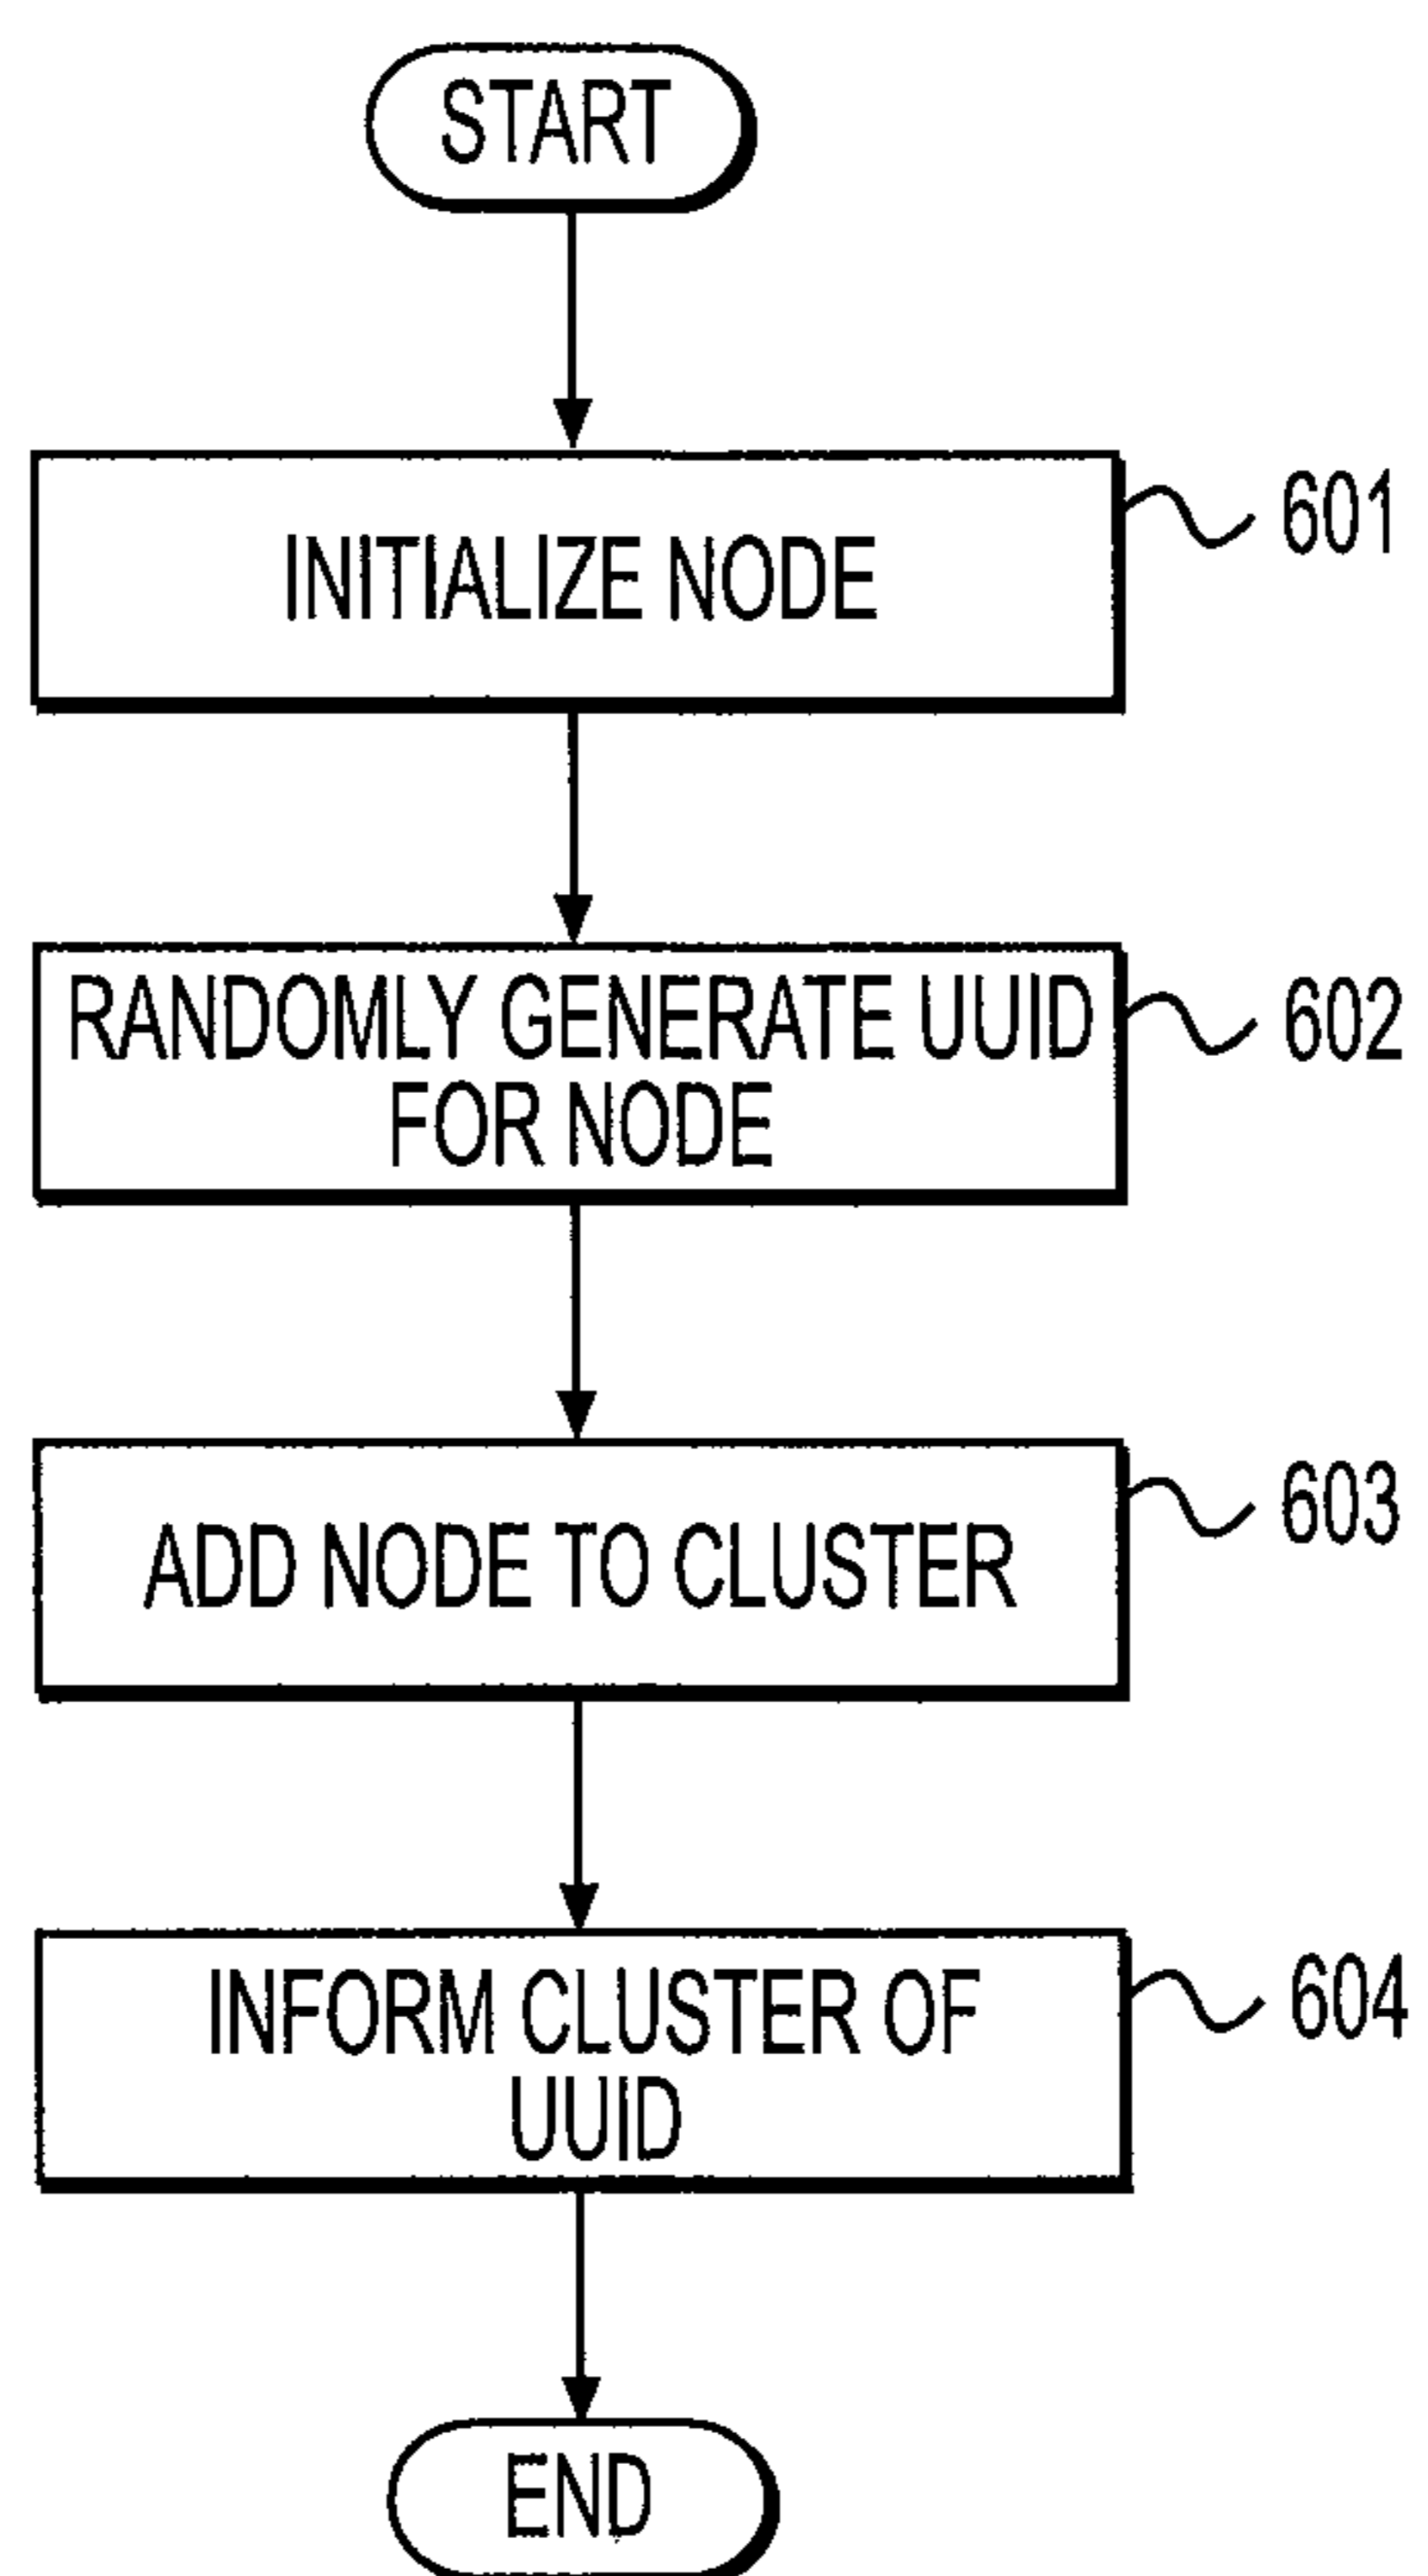 START
INITIALIZE NODE
601
RANDOMLY GENERATE UUID
FOR NODE
602
ADD NODE TO CLUSTER
603
INFORM CLUSTER OF
UUID
604
END